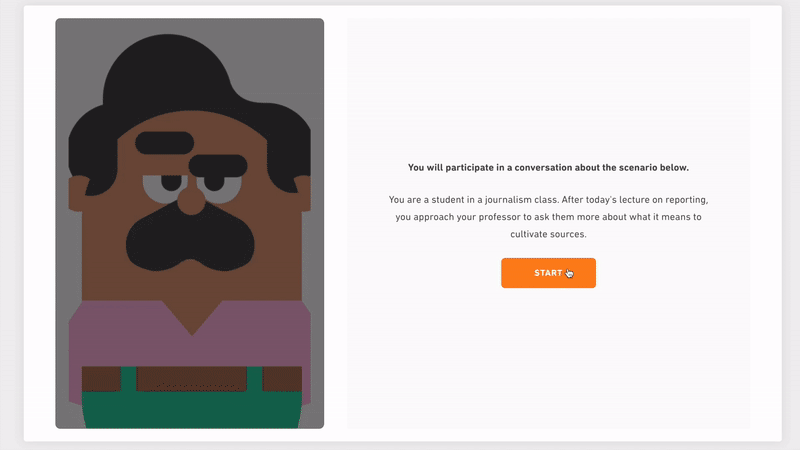 You will participate in a conversation about the scenario below.
You are a student in a journalism class. After today's lecture on reporting,
you approach your professor to ask them more about what it means to
cultivate sources.
START